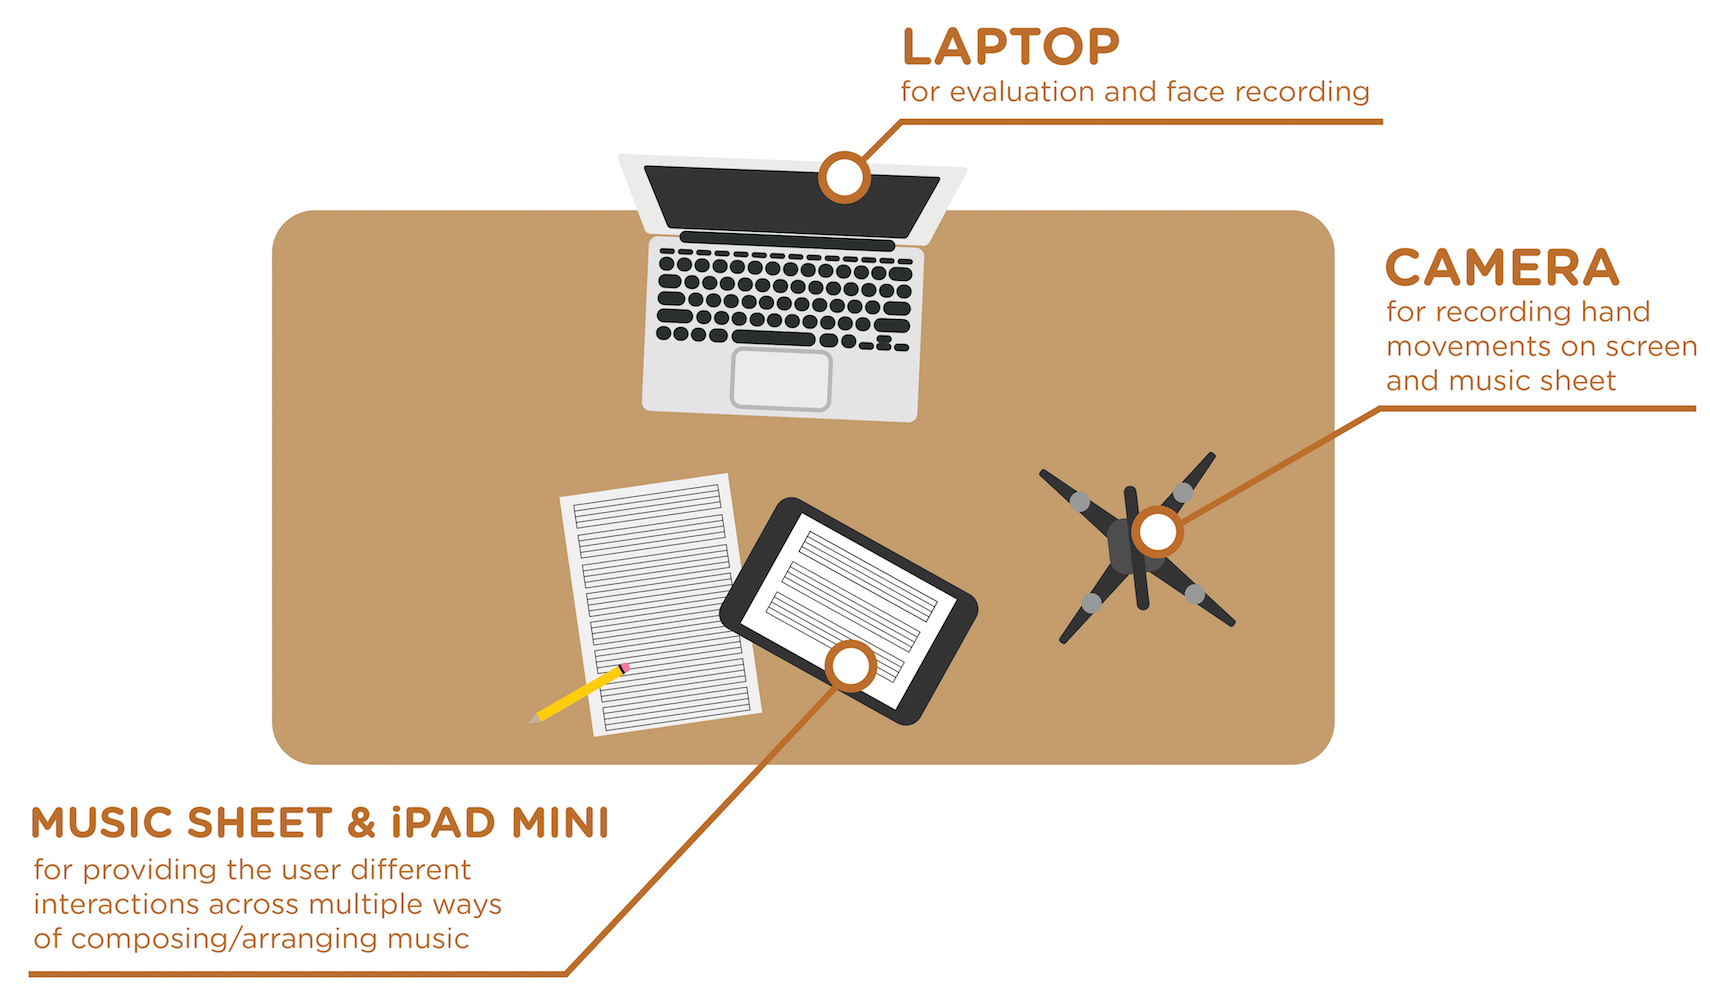 LAPTOP
for evaluation and face recording
CAMERA
for recording hand
movements on screen
and music sheet
MUSIC SHEET & iPAD MINI
for providing the user different
interactions across multiple ways
of composing/arranging music